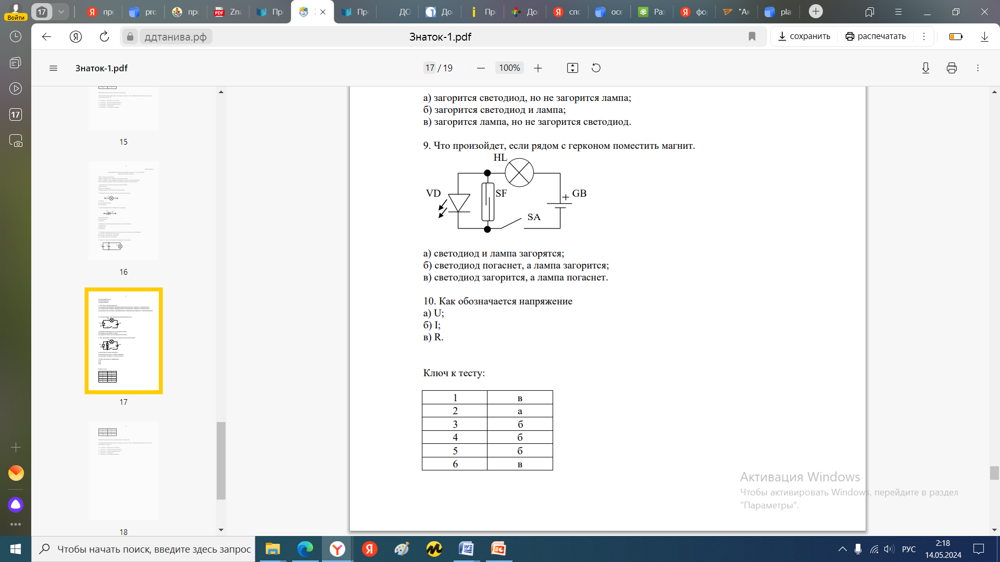 Войти
17
пр
pro
пр
Zna
Пр
З
Пр
ДО
До
Пр
До
спо
осе
Раз
фо
"Ак
pla
ддтанива.рф
Знаток-1.pdf
сохранить
распечатать
17
Знаток-1.pdf
17 / 19
100%
15
16
17
18
а) загорится светодиод, но не загорится лампа;
б) загорится светодиод и лампа;
в) загорится лампа, но не загорится светодиод.
9. Что произойдет, если рядом с герконом поместить магнит.
HL
VD
SF
+ GB
SA
а) светодиод и лампа загорятся;
б) светодиод погаснет, а лампа загорится;
в) светодиод загорится, а лампа погаснет.
10. Как обозначается напряжение
а) U;
б) I;
в) R.
Ключ к тесту:
1 в
2 а
3 б
4 б
5 б
6 в
Активация Windows
Чтобы активировать Windows, перейдите в раздел
"Параметры".
Чтобы начать поиск, введите здесь запрос
РУС
2:18
14.05.2024